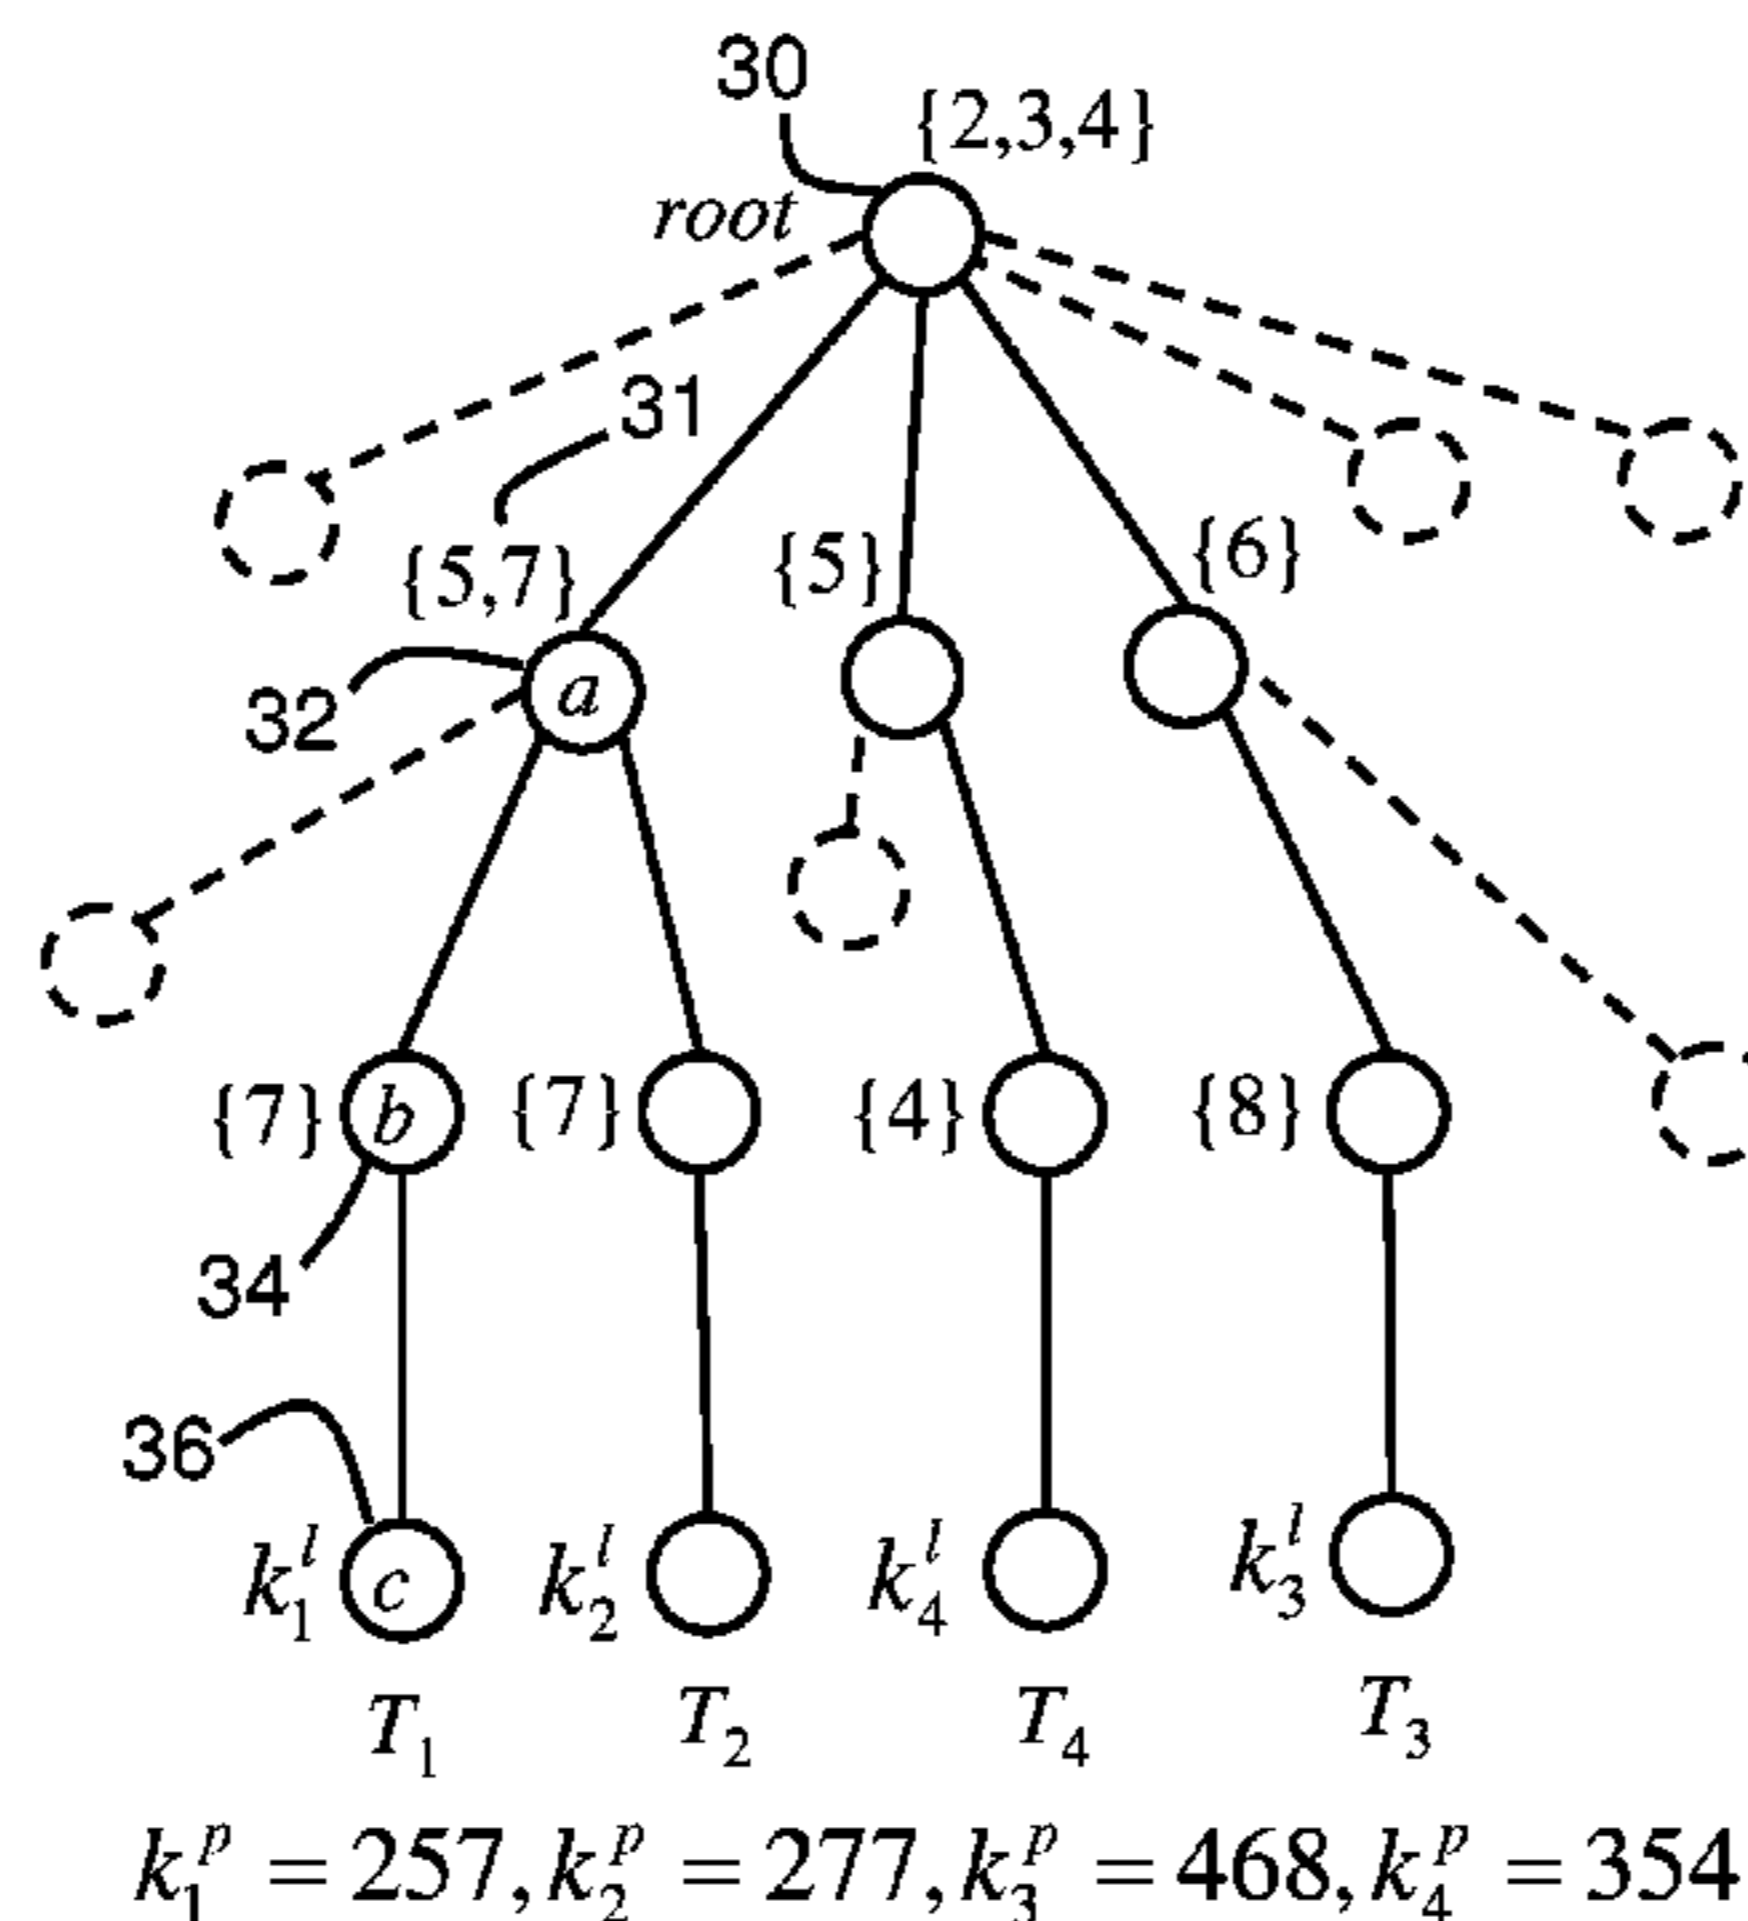 30
{2,3,4}
root
31
{5,7}
{5}
{6}
32
a
{7} b {7} {4} {8}
34
36
k₁ˡ c k₂ˡ k₄ˡ k₃ˡ
T₁ T₂ T₄ T₃
k₁ᵖ = 257, k₂ᵖ = 277, k₃ᵖ = 468, k₄ᵖ = 354